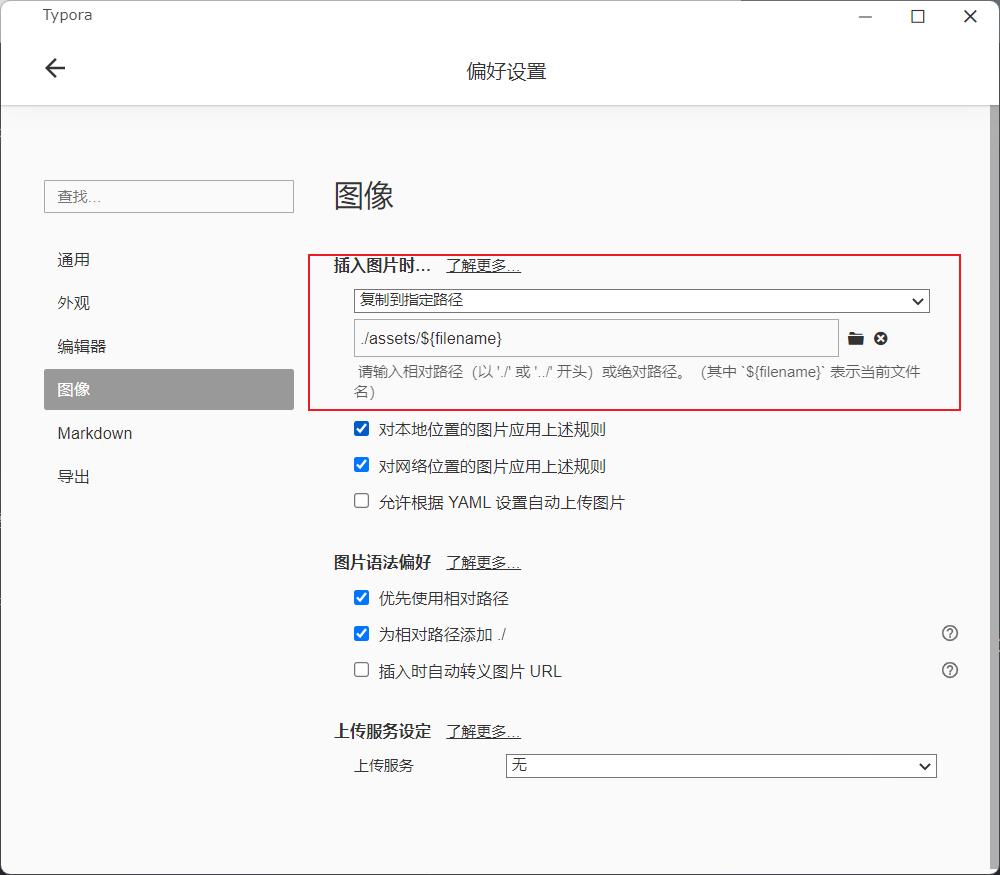 Typora
偏好设置
查找…
通用
外观
编辑器
图像
Markdown
导出
图像
插入图片时… 了解更多…
复制到指定路径
./assets/${filename}
请输入相对路径（以 './' 或 '../' 开头）或绝对路径。（其中 `${filename}` 表示当前文件
名）
对本地位置的图片应用上述规则
对网络位置的图片应用上述规则
允许根据 YAML 设置自动上传图片
图片语法偏好 了解更多…
优先使用相对路径
为相对路径添加 ./
插入时自动转义图片 URL
上传服务设定 了解更多…
上传服务 无